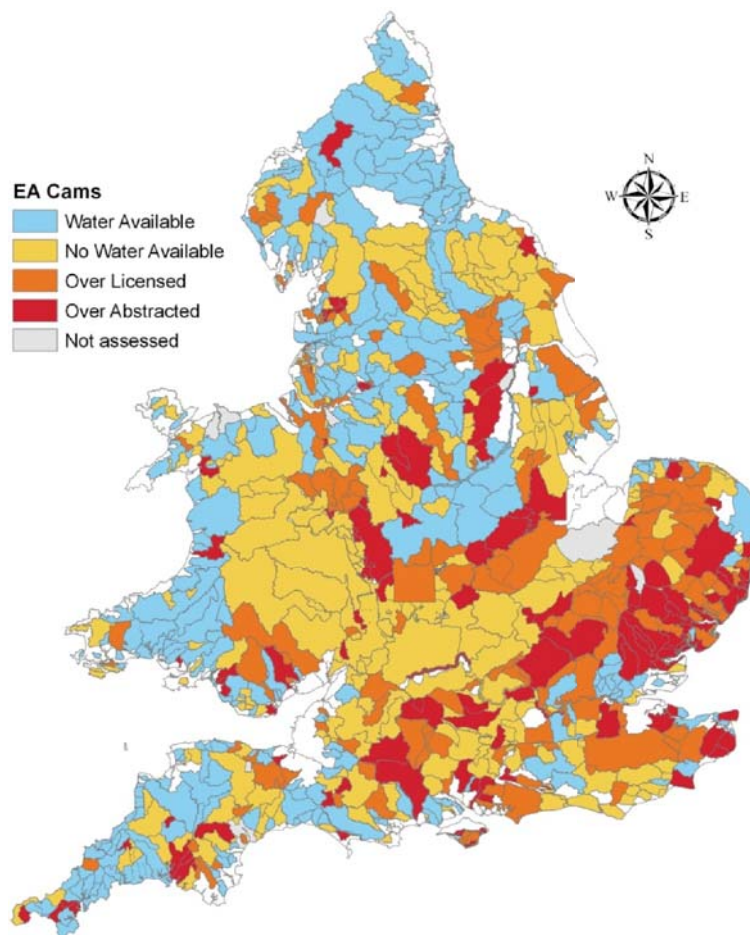 N
W E
S
EA Cams
Water Available
No Water Available
Over Licensed
Over Abstracted
Not assessed